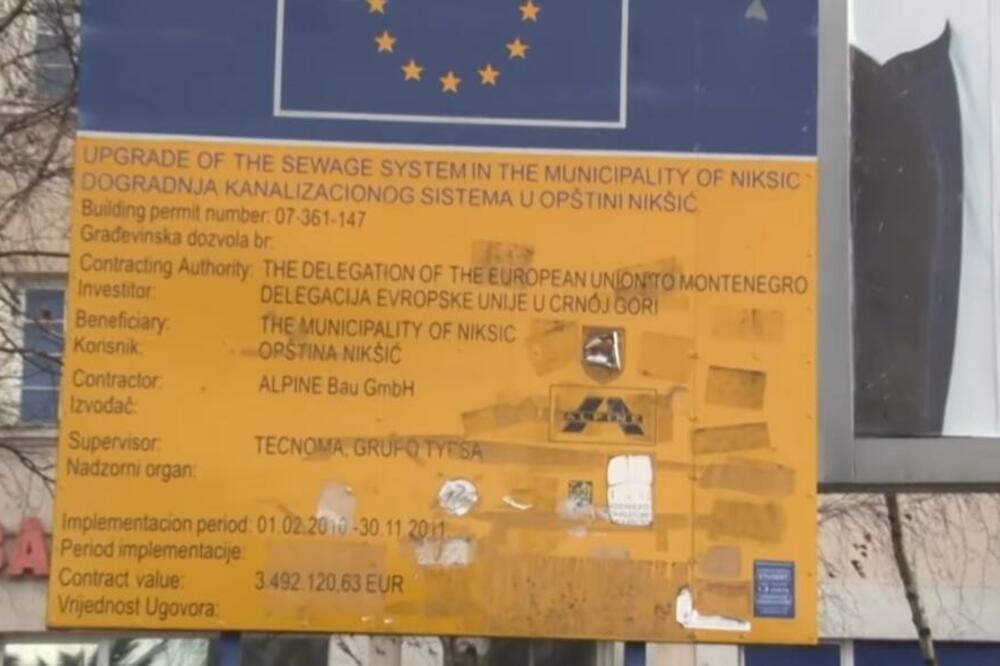 UPGRADE OF THE SEWAGE SYSTEM IN THE MUNICIPALITY OF NIKSIC
DOGRADNJA KANALIZACIONOG SISTEMA U OPŠTINI NIKŠIĆ
Building permit number: 07-361-147
Građevinska dozvola br:
Contracting Authority: THE DELEGATION OF THE EUROPEAN UNION TO MONTENEGRO
Investitor: DELEGACIJA EVROPSKE UNIJE U CRNOJ GORI
Beneficiary: THE MUNICIPALITY OF NIKSIC
Korisnik: OPŠTINA NIKŠIĆ
Contractor: ALPINE Bau GmbH
Izvođač:
ALPINE
Supervisor: TECNOMA, GRUPO TYPSA
Nadzorni organ:
Implementacion period: 01.02.2010 -30.11.2011.
Period implementacije:
Contract value: 3.492.120,63 EUR
Vrijednost Ugovora: